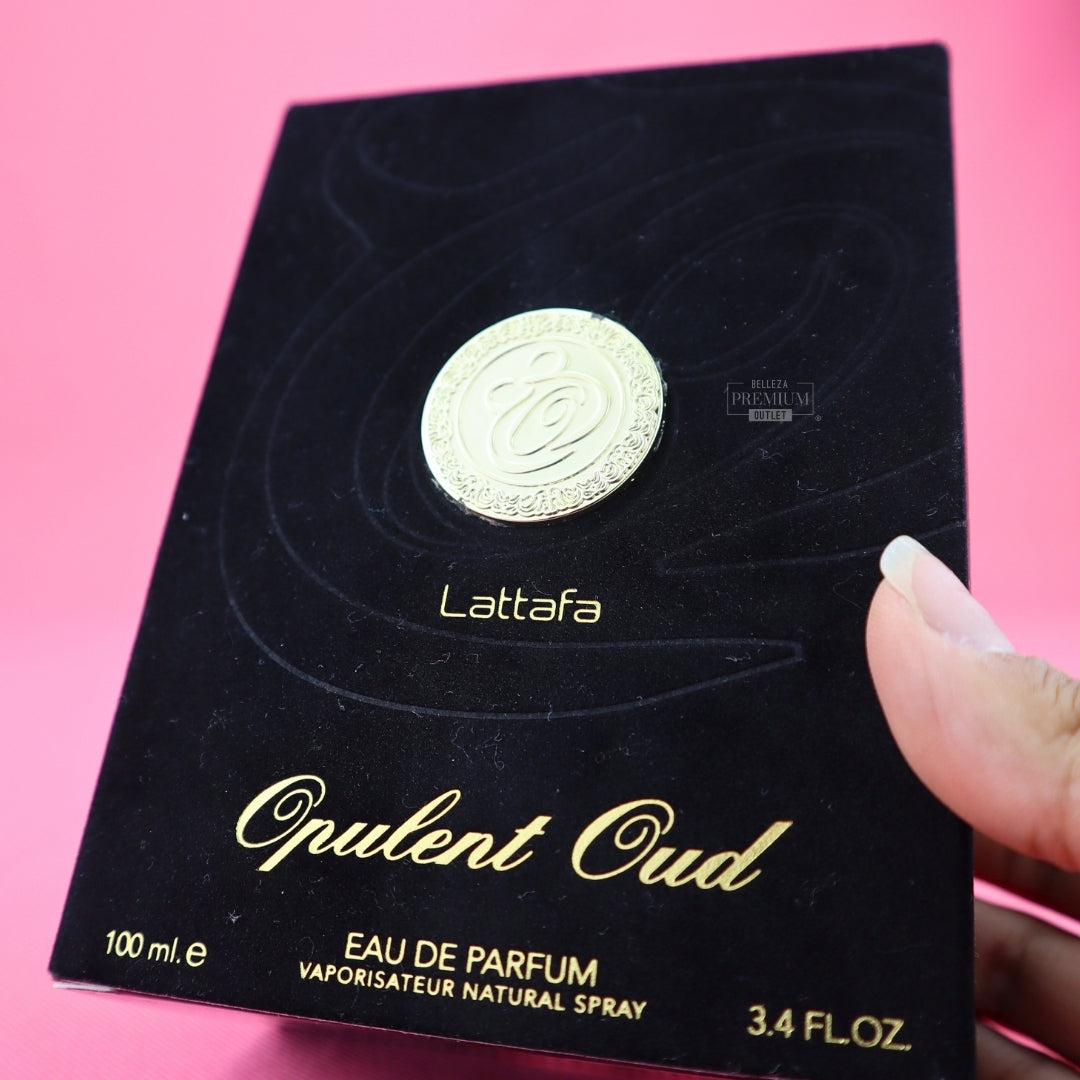 BELLEZA
PREMIUM
OUTLET ®
Lattafa
Opulent Oud
100 ml. e
EAU DE PARFUM
VAPORISATEUR NATURAL SPRAY
3.4 FL.OZ.